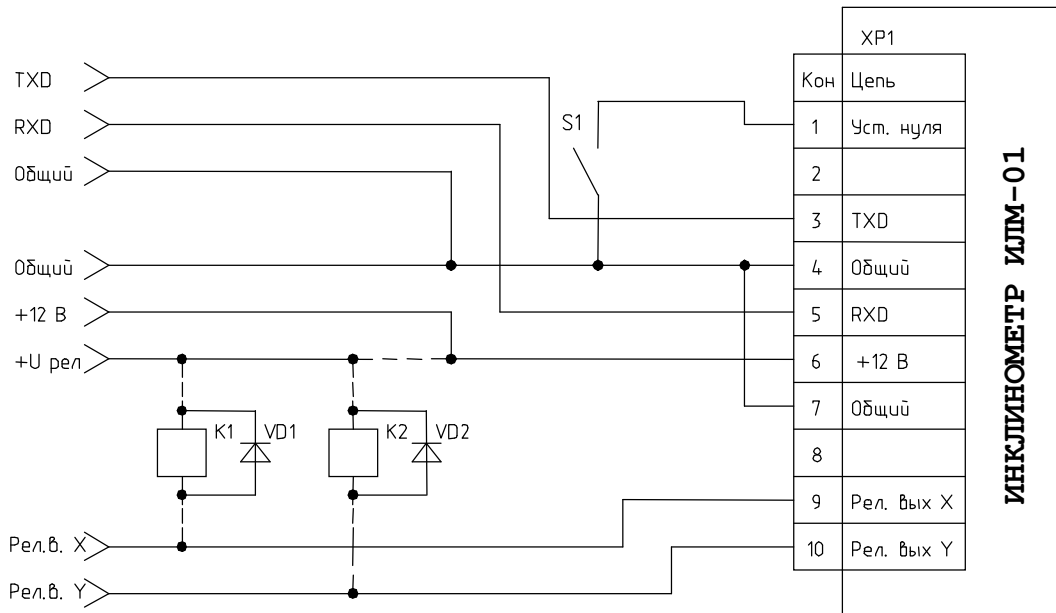 XP1
Кон Цепь
1 Уст. нуля
2
3 TXD
4 Общий
5 RXD
6 +12 В
7 Общий
8
9 Рел. вых X
10 Рел. вых Y
TXD
RXD
Общий
Общий
+12 В
+U рел
Рел.в. X
Рел.в. Y
S1
K1 VD1
K2 VD2
ИНКЛИНОМЕТР ИЛМ-01